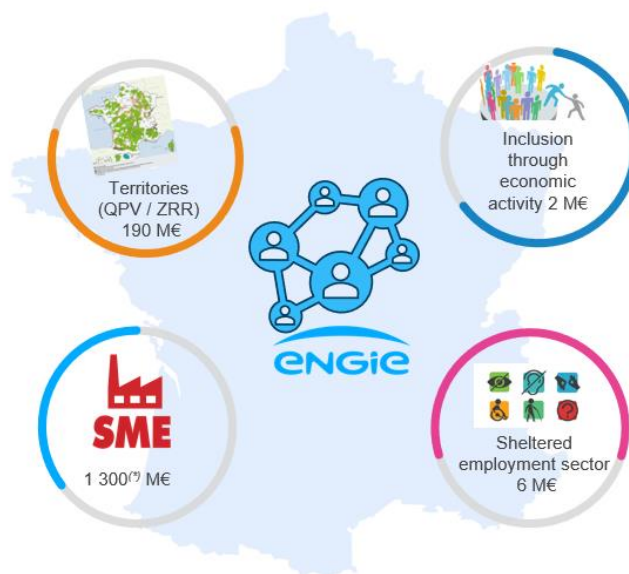 Territories
(QPV / ZRR)
190 M€
Inclusion
through
economic
activity 2 M€
ENGIE
SME
1 300(*) M€
?
Sheltered
employment sector
6 M€